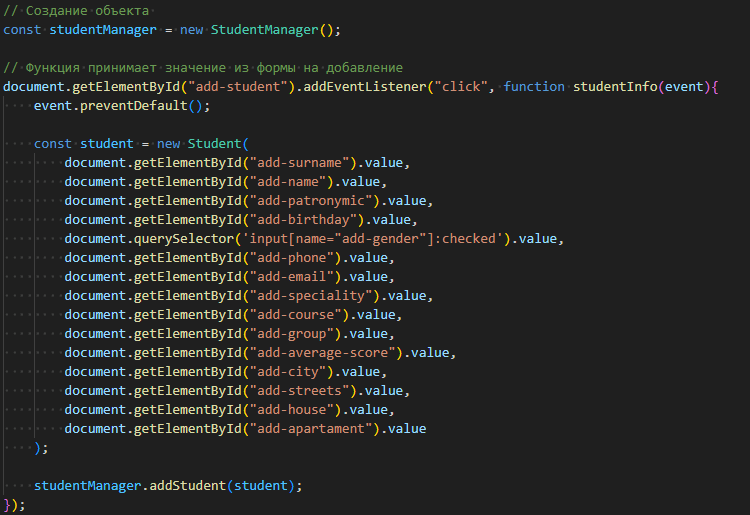 // Создание объекта
const studentManager = new StudentManager();
// Функция принимает значение из формы на добавление
document.getElementById("add-student").addEventListener("click", function studentInfo(event){
event.preventDefault();
const student = new Student(
document.getElementById("add-surname").value,
document.getElementById("add-name").value,
document.getElementById("add-patronymic").value,
document.getElementById("add-birthday").value,
document.querySelector('input[name="add-gender"]:checked').value,
document.getElementById("add-phone").value,
document.getElementById("add-email").value,
document.getElementById("add-speciality").value,
document.getElementById("add-course").value,
document.getElementById("add-group").value,
document.getElementById("add-average-score").value,
document.getElementById("add-city").value,
document.getElementById("add-streets").value,
document.getElementById("add-house").value,
document.getElementById("add-apartament").value
);
studentManager.addStudent(student);
});